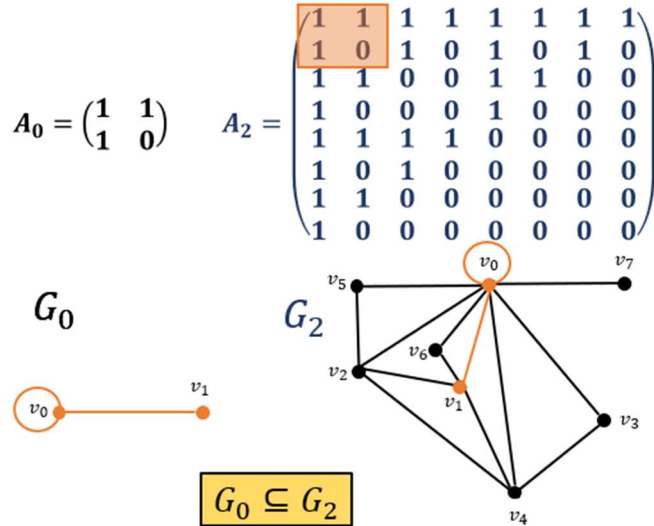 A₀ = (1 1
1 0)
A₂ = (1 1 1 1 1 1 1 1
1 0 1 0 1 0 1 0
1 1 0 0 1 1 0 0
1 0 0 0 1 0 0 0
1 1 1 1 0 0 0 0
1 0 1 0 0 0 0 0
1 1 0 0 0 0 0 0
1 0 0 0 0 0 0 0)
G₀
v₀
v₁
G₂
v₀
v₇
v₅
v₆
v₂
v₁
v₃
v₄
G₀ ⊆ G₂